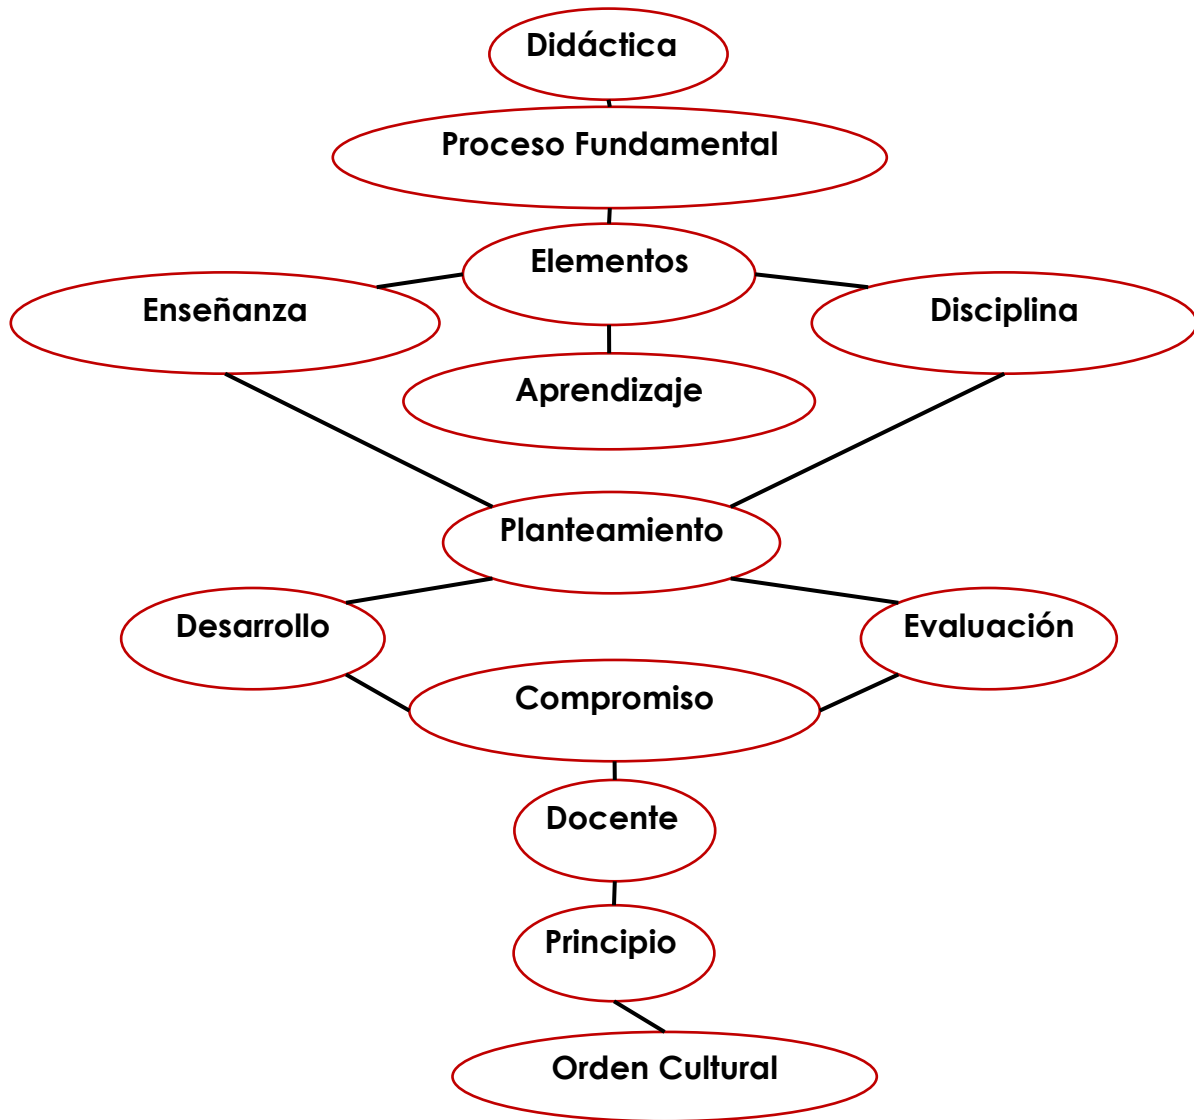 Didáctica
Proceso Fundamental
Elementos
Enseñanza
Disciplina
Aprendizaje
Planteamiento
Desarrollo
Evaluación
Compromiso
Docente
Principio
Orden Cultural